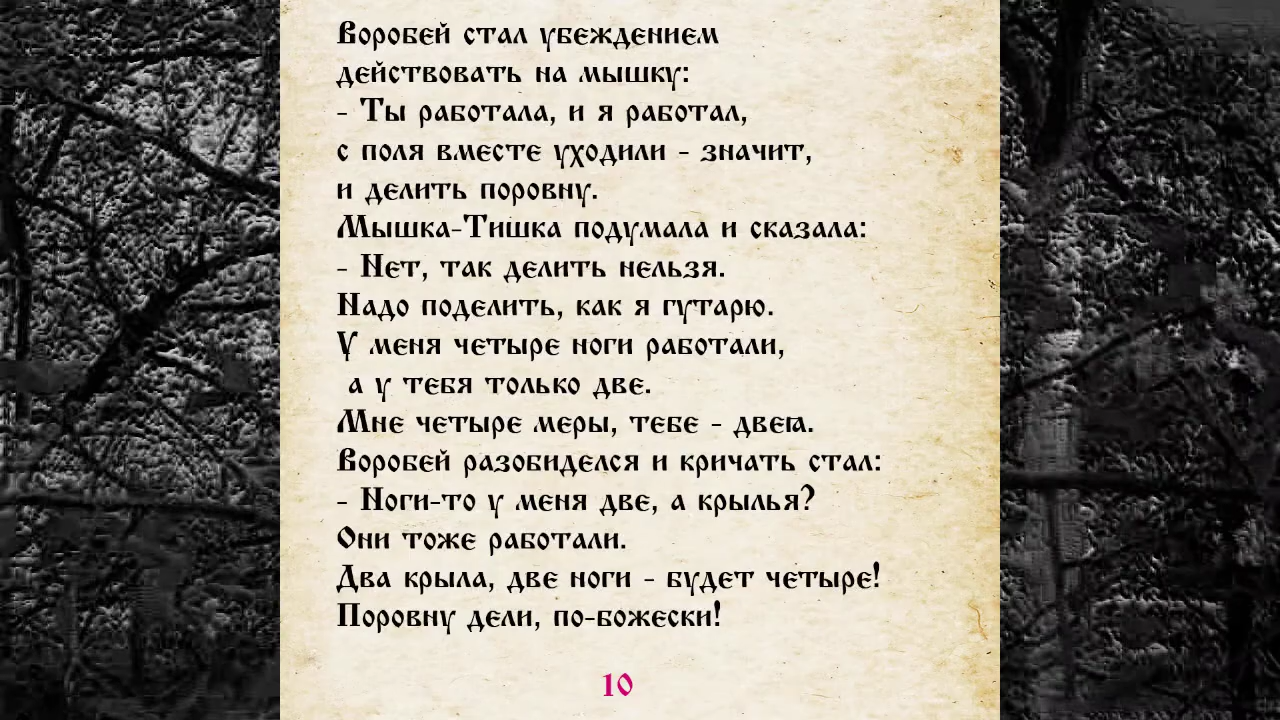 Воробей стал убеждением
действовать на мышку:
- Ты работала, и я работал,
с поля вместе уходили - значит,
и делить поровну.
Мышка-Тишка подумала и сказала:
- Нет, так делить нельзя.
Надо поделить, как я гутарю.
У меня четыре ноги работали,
а у тебя только две.
Мне четыре меры, тебе - двея.
Воробей разобиделся и кричать стал:
- Ноги-то у меня две, а крылья?
Они тоже работали.
Два крыла, две ноги - будет четыре!
Поровну дели, по-божески!
10